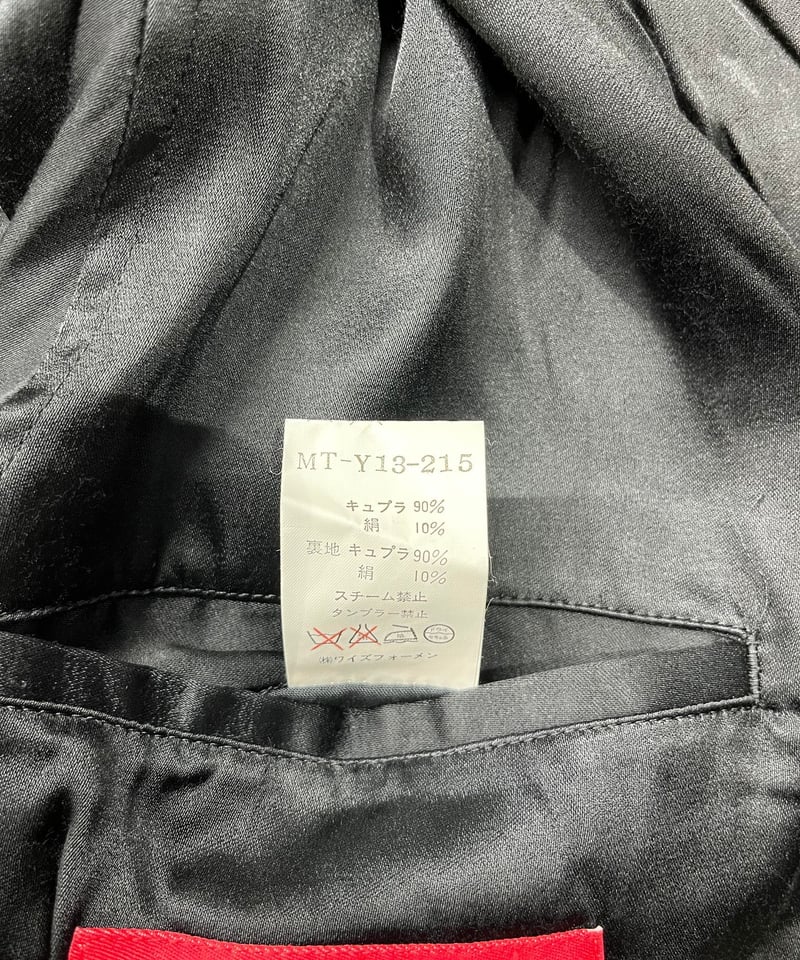 MT-Y13-215
キュプラ 90%
絹 10%
裏地 キュプラ 90%
絹 10%
スチーム禁止
タンブラー禁止
㈱ワイズフォーメン